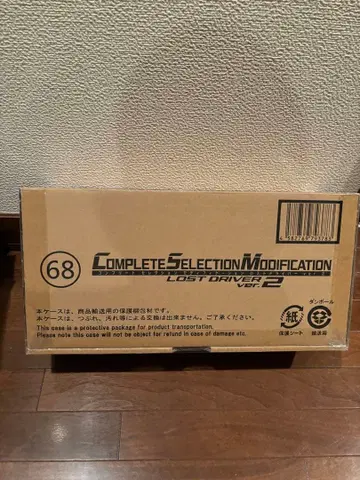 68
COMPLETE SELECTION MODIFICATION
LOST DRIVER
ver.2
ダンボール
紙
本ケースは、商品輸送用の保護梱包材です。
本ケースは、つぶれ、汚れ等による交換は出来ません。ご了承ください。
保護シート
輸送箱
This case is a protective package for product transportation.
Please note this case will not be object for refund in case of damage etc.